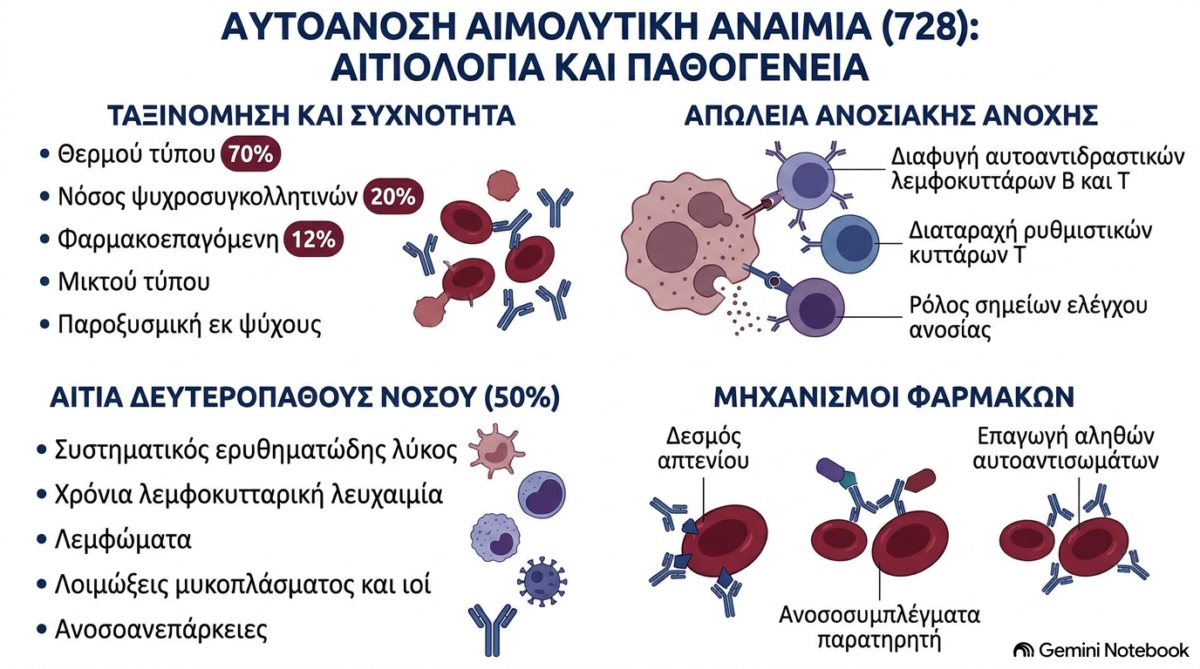 ΑΥΤΟΑΝΟΣΗ ΑΙΜΟΛΥΤΙΚΗ ΑΝΑΙΜΙΑ (728):
ΑΙΤΙΟΛΟΓΙΑ ΚΑΙ ΠΑΘΟΓΕΝΕΙΑ
ΤΑΞΙΝΟΜΗΣΗ ΚΑΙ ΣΥΧΝΟΤΗΤΑ
• Θερμού τύπου 70%
• Νόσος ψυχροσυγκολλητινών 20%
• Φαρμακοεπαγόμενη 12%
• Μικτού τύπου
• Παροξυσμική εκ ψύχους
ΑΠΩΛΕΙΑ ΑΝΟΣΙΑΚΗΣ ΑΝΟΧΗΣ
Διαφυγή αυτοαντιδραστικών
λεμφοκυττάρων Β και Τ
Διαταραχή ρυθμιστικών
κυττάρων Τ
Ρόλος σημείων ελέγχου
ανοσίας
ΑΙΤΙΑ ΔΕΥΤΕΡΟΠΑΘΟΥΣ ΝΟΣΟΥ (50%)
• Συστηματικός ερυθηματώδης λύκος
• Χρόνια λεμφοκυτταρική λευχαιμία
• Λεμφώματα
• Λοιμώξεις μυκοπλάσματος και ιοί
• Ανοσοανεπάρκειες
ΜΗΧΑΝΙΣΜΟΙ ΦΑΡΜΑΚΩΝ
Δεσμός
απτενίου
Ανοσοσυμπλέγματα
παρατηρητή
Επαγωγή αληθών
αυτοαντισωμάτων
Gemini Notebook